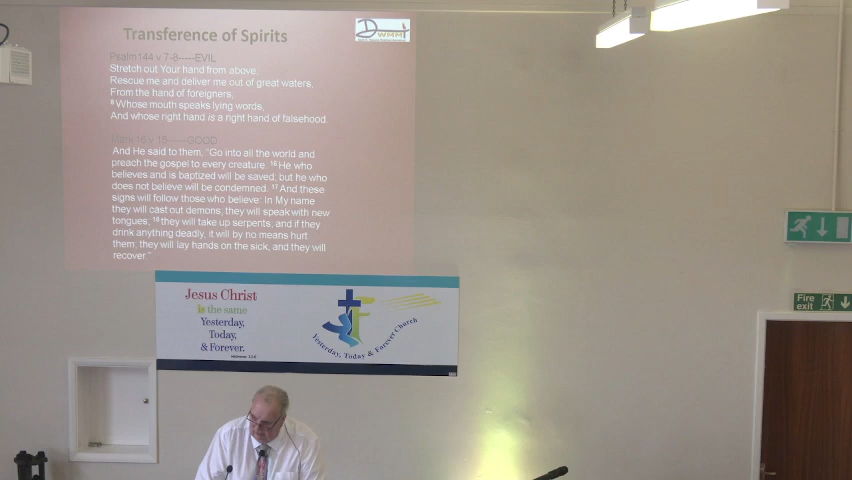 Transference of Spirits
DWMMI
Psalm 144 v 7-8-----EVIL
Stretch out Your hand from above;
Rescue me and deliver me out of great waters,
From the hand of foreigners,
8 Whose mouth speaks lying words,
And whose right hand is a right hand of falsehood.
Mark 16 v 15------GOOD
And He said to them, "Go into all the world and
preach the gospel to every creature. 16 He who
believes and is baptized will be saved; but he who
does not believe will be condemned. 17 And these
signs will follow those who believe: In My name
they will cast out demons; they will speak with new
tongues; 18 they will take up serpents; and if they
drink anything deadly, it will by no means hurt
them; they will lay hands on the sick, and they will
recover."
Jesus Christ
is the same
Yesterday,
Today,
& Forever.
Yesterday, Today & Forever Church
Fire
exit